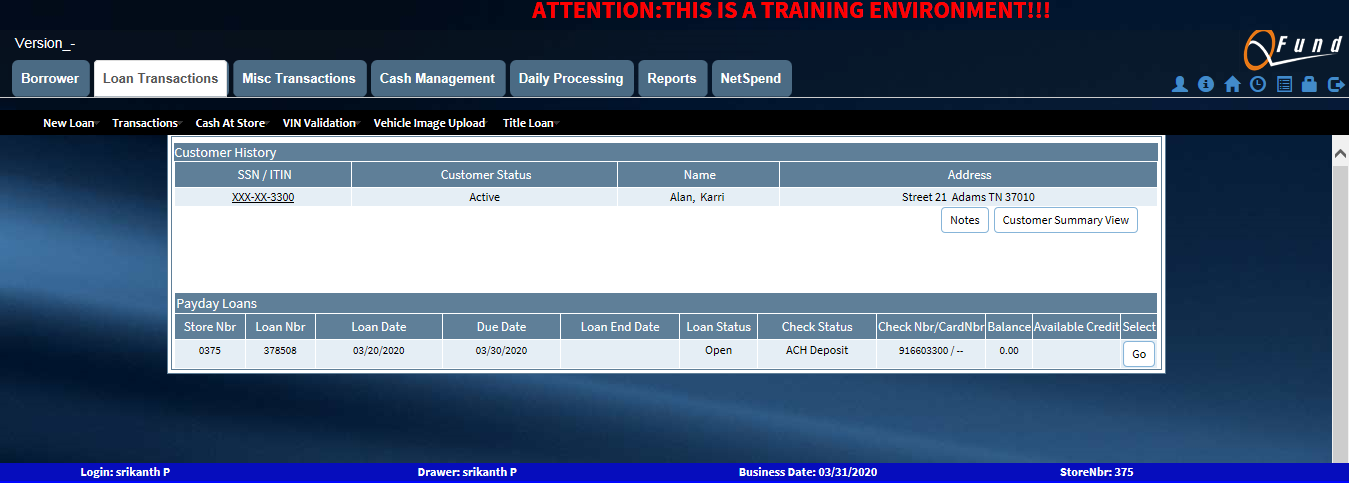 ATTENTION:THIS IS A TRAINING ENVIRONMENT!!!
Version_-
QFund
Borrower Loan Transactions Misc Transactions Cash Management Daily Processing Reports NetSpend
New Loan Transactions Cash At Store VIN Validation Vehicle Image Upload Title Loan
Customer History
SSN / ITIN Customer Status Name Address
XXX-XX-3300 Active Alan, Karri Street 21 Adams TN 37010
Notes Customer Summary View
Payday Loans
Store Nbr Loan Nbr Loan Date Due Date Loan End Date Loan Status Check Status Check Nbr/CardNbr Balance Available Credit Select
0375 378508 03/20/2020 03/30/2020 Open ACH Deposit 916603300 / -- 0.00 Go
Login: srikanth P Drawer: srikanth P Business Date: 03/31/2020 StoreNbr: 375